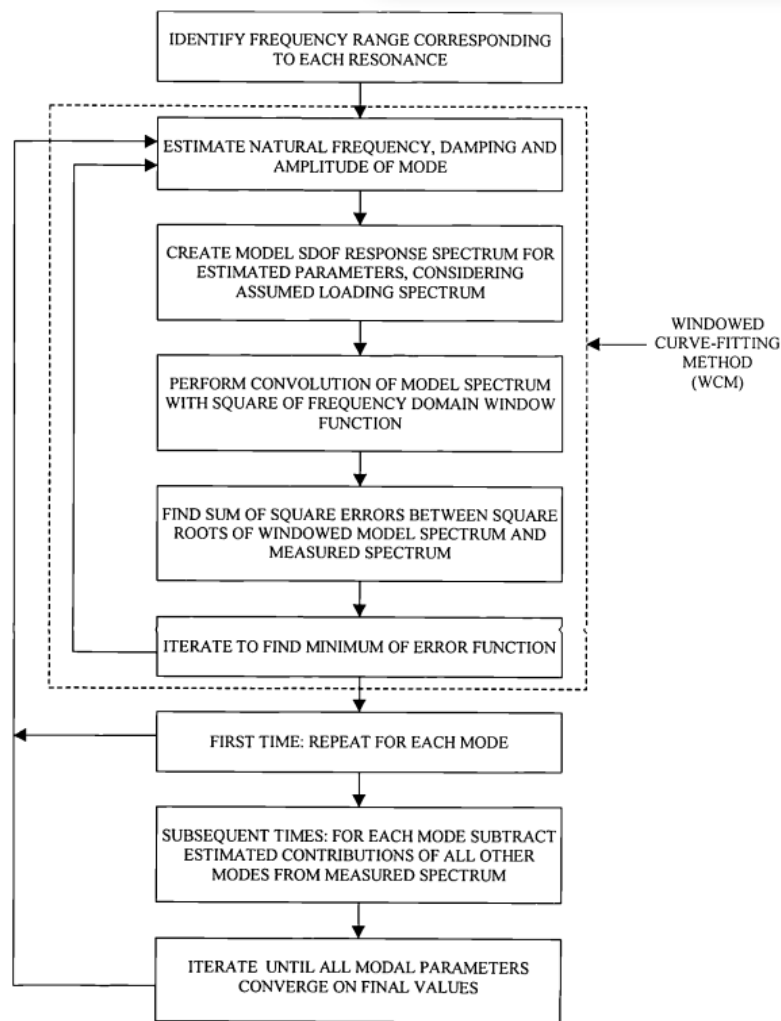 IDENTIFY FREQUENCY RANGE CORRESPONDING
TO EACH RESONANCE
ESTIMATE NATURAL FREQUENCY, DAMPING AND
AMPLITUDE OF MODE
CREATE MODEL SDOF RESPONSE SPECTRUM FOR
ESTIMATED PARAMETERS, CONSIDERING
ASSUMED LOADING SPECTRUM
WINDOWED
CURVE-FITTING
METHOD
(WCM)
PERFORM CONVOLUTION OF MODEL SPECTRUM
WITH SQUARE OF FREQUENCY DOMAIN WINDOW
FUNCTION
FIND SUM OF SQUARE ERRORS BETWEEN SQUARE
ROOTS OF WINDOWED MODEL SPECTRUM AND
MEASURED SPECTRUM
ITERATE TO FIND MINIMUM OF ERROR FUNCTION
FIRST TIME: REPEAT FOR EACH MODE
SUBSEQUENT TIMES: FOR EACH MODE SUBTRACT
ESTIMATED CONTRIBUTIONS OF ALL OTHER
MODES FROM MEASURED SPECTRUM
ITERATE UNTIL ALL MODAL PARAMETERS
CONVERGE ON FINAL VALUES